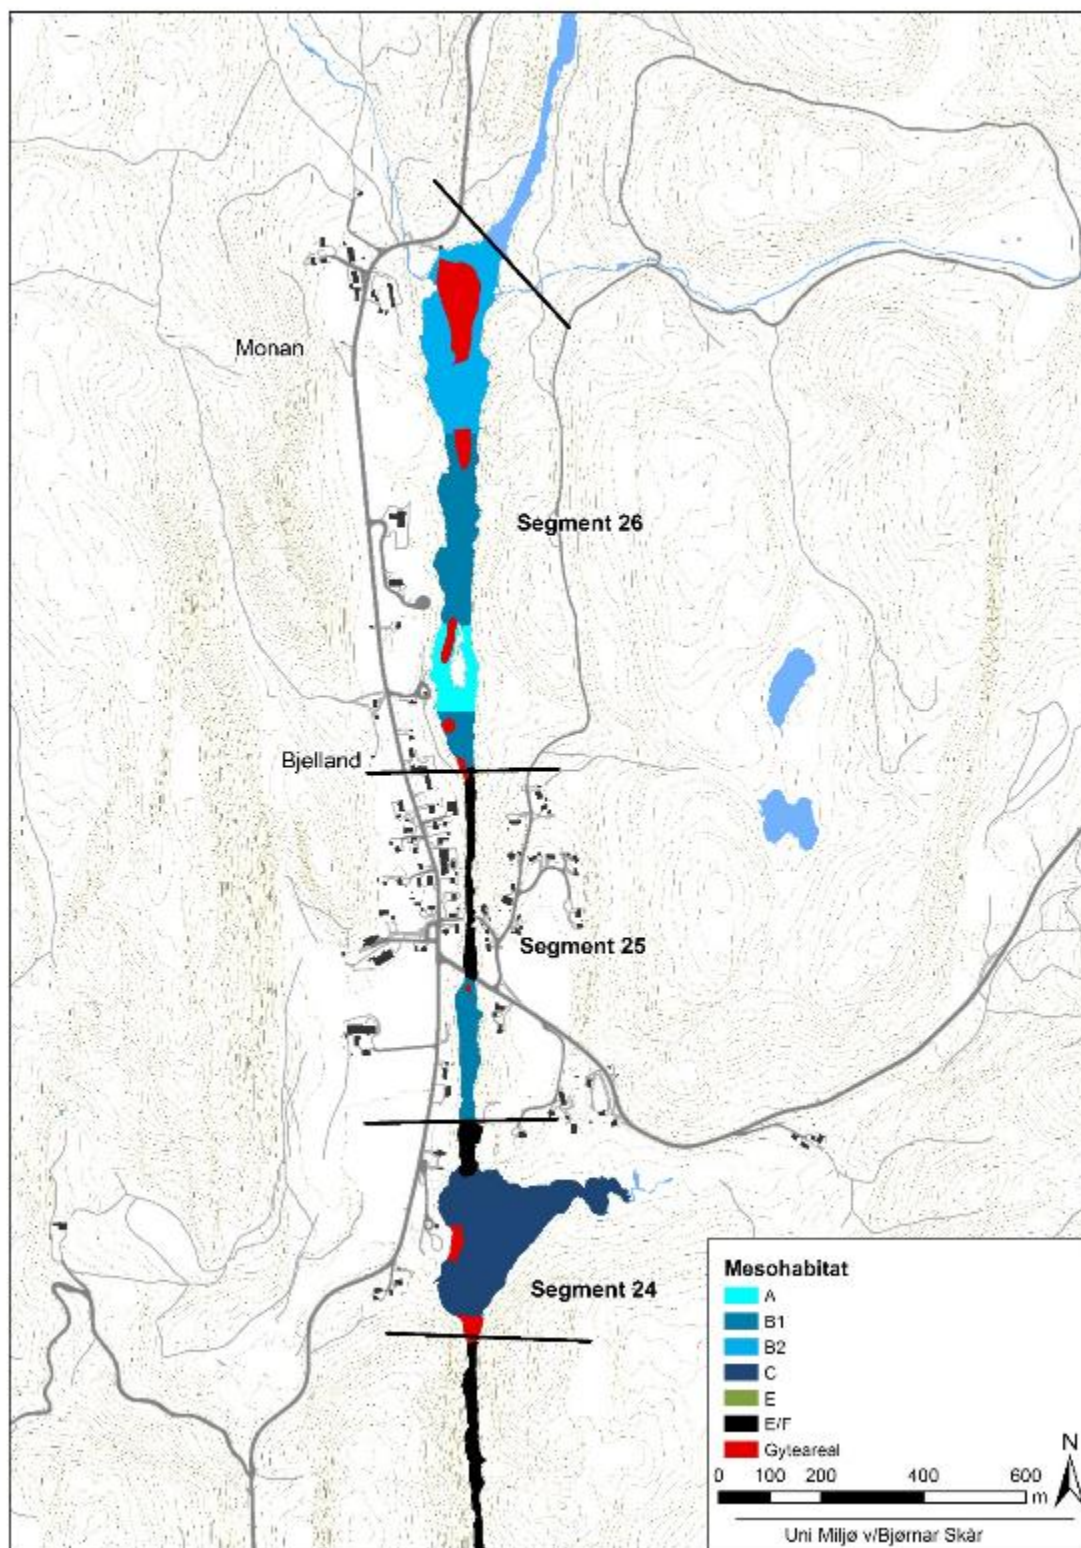 Monan
Segment 26
Bjelland
Segment 25
Segment 24
Mesohabitat
A
B1
B2
C
E
E/F
Gyteareal
N
0 100 200 400 600
m
Uni Miljø v/Bjørnar Skår